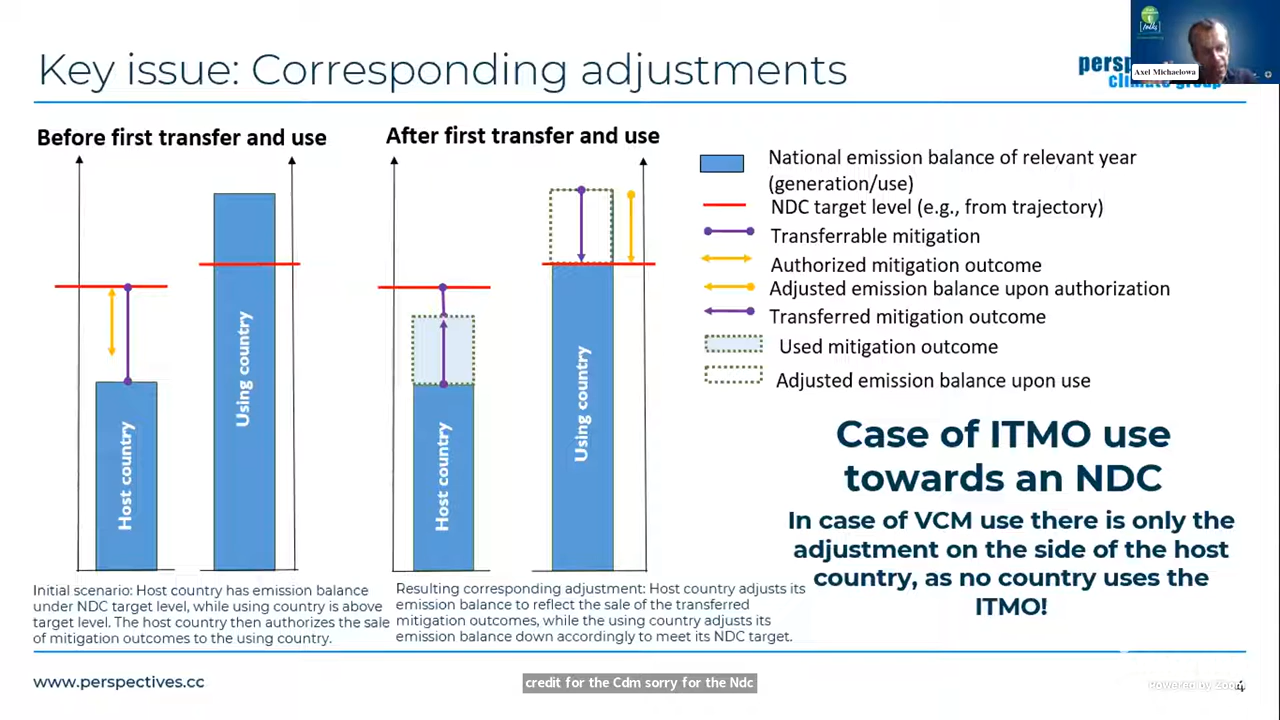 Key issue: Corresponding adjustments
Axel Michaelowa
Before first transfer and use
After first transfer and use
Host country
Using country
Host country
Using country
National emission balance of relevant year
(generation/use)
NDC target level (e.g., from trajectory)
Transferrable mitigation
Authorized mitigation outcome
Adjusted emission balance upon authorization
Transferred mitigation outcome
Used mitigation outcome
Adjusted emission balance upon use
Case of ITMO use
towards an NDC
In case of VCM use there is only the
adjustment on the side of the host
country, as no country uses the
ITMO!
Initial scenario: Host country has emission balance
under NDC target level, while using country is above
target level. The host country then authorizes the sale
of mitigation outcomes to the using country.
Resulting corresponding adjustment: Host country adjusts its
emission balance to reflect the sale of the transferred
mitigation outcomes, while the using country adjusts its
emission balance down accordingly to meet its NDC target.
www.perspectives.cc
credit for the Cdm sorry for the Ndc
Powered by Zoom
4